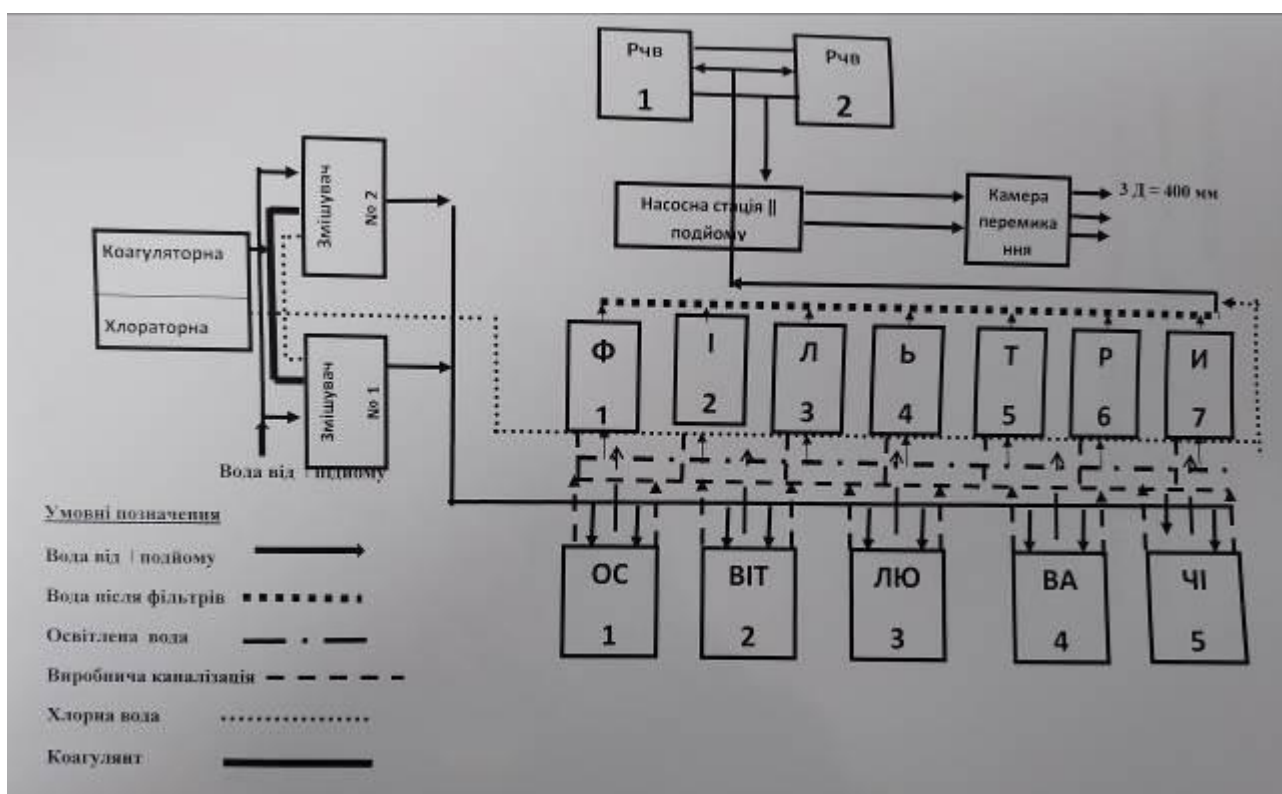 Рчв
1
Рчв
2
Змішувач
№ 2
Насосна стація ||
подйому
Камера
перемика
ння
3 Д = 400 мм
Коагуляторна
Хлораторна
Змішувач
№ 1
Ф
1
І
2
Л
3
Ь
4
Т
5
Р
6
И
7
Вода від | підйому
Умовні позначення
Вода від | подйому
Вода після фільтрів
Освітлена вода
Виробнича каналізація
Хлорна вода
Коагулянт
ОС
1
ВІТ
2
ЛЮ
3
ВА
4
ЧІ
5